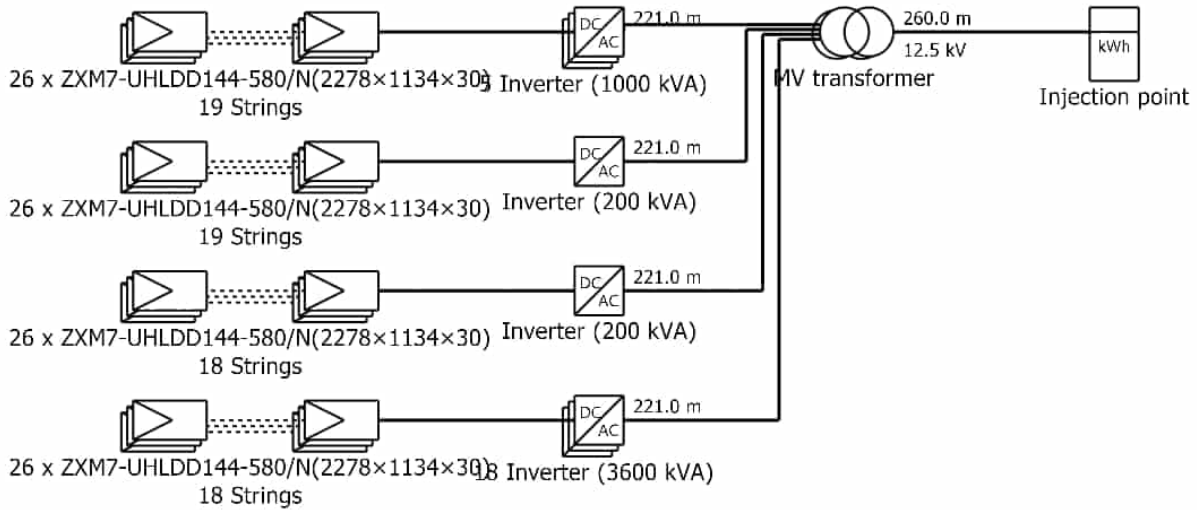 DC
AC
221.0 m
260.0 m
12.5 kV
kWh
26 x ZXM7-UHLDD144-580/N(2278×1134×30)
5 Inverter (1000 kVA)
MV transformer
Injection point
19 Strings
DC
AC
221.0 m
26 x ZXM7-UHLDD144-580/N(2278×1134×30)
Inverter (200 kVA)
19 Strings
DC
AC
221.0 m
26 x ZXM7-UHLDD144-580/N(2278×1134×30)
Inverter (200 kVA)
18 Strings
DC
AC
221.0 m
26 x ZXM7-UHLDD144-580/N(2278×1134×30)
18 Inverter (3600 kVA)
18 Strings